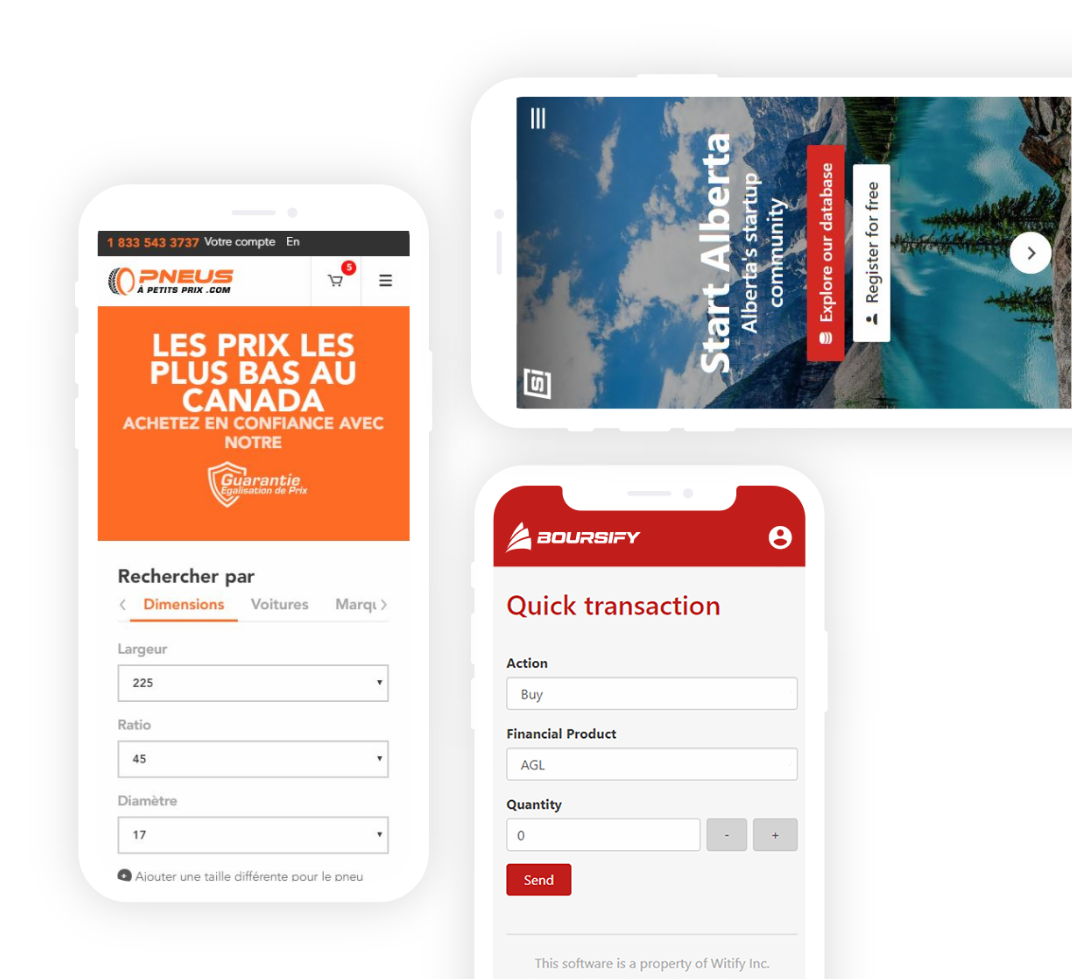 1 833 543 3737 Votre compte En
PNEUS
À PETITS PRIX .COM
5
LES PRIX LES
PLUS BAS AU
CANADA
ACHETEZ EN CONFIANCE AVEC
NOTRE
Guarantie
Égalisation de Prix
Rechercher par
Dimensions Voitures Marqu
Largeur
225
Ratio
45
Diamètre
17
Ajouter une taille différente pour le pneu
si
Start Alberta
Alberta's startup
community
Explore our database
Register for free
BOURSIFY
Quick transaction
Action
Buy
Financial Product
AGL
Quantity
0 - +
Send
This software is a property of Witify Inc.